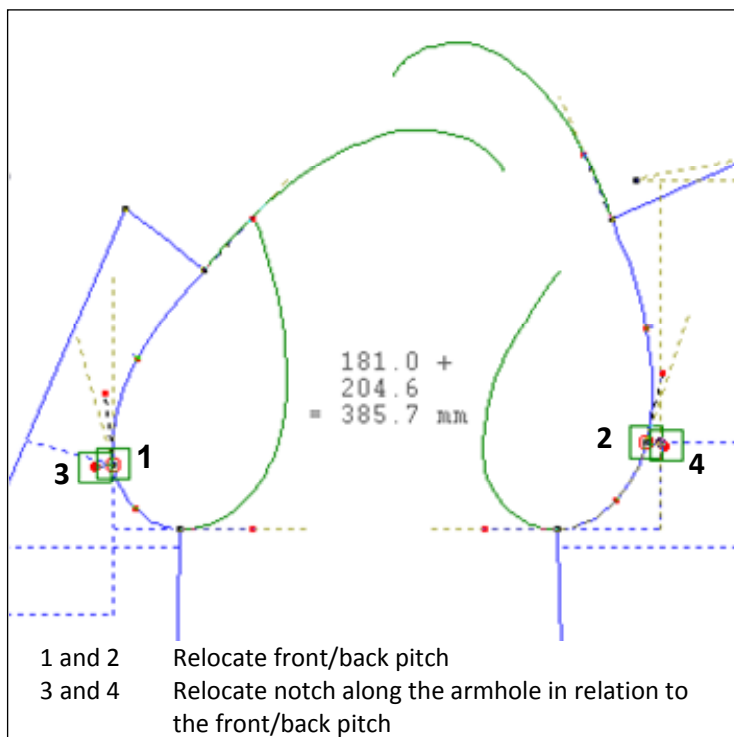 181.0 +
204.6
= 385.7 mm
3 1 2 4
1 and 2 Relocate front/back pitch
3 and 4 Relocate notch along the armhole in relation to
the front/back pitch